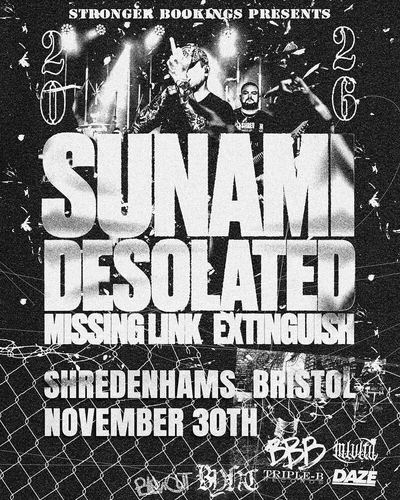 STRONGER BOOKINGS PRESENTS
20 26
SUNAMI
DESOLATED
MISSING LINK EXTINGUISH
SHREDENHAMS, BRISTOL
NOVEMBER 30TH
BBB
TRIPLE-B
DAZE